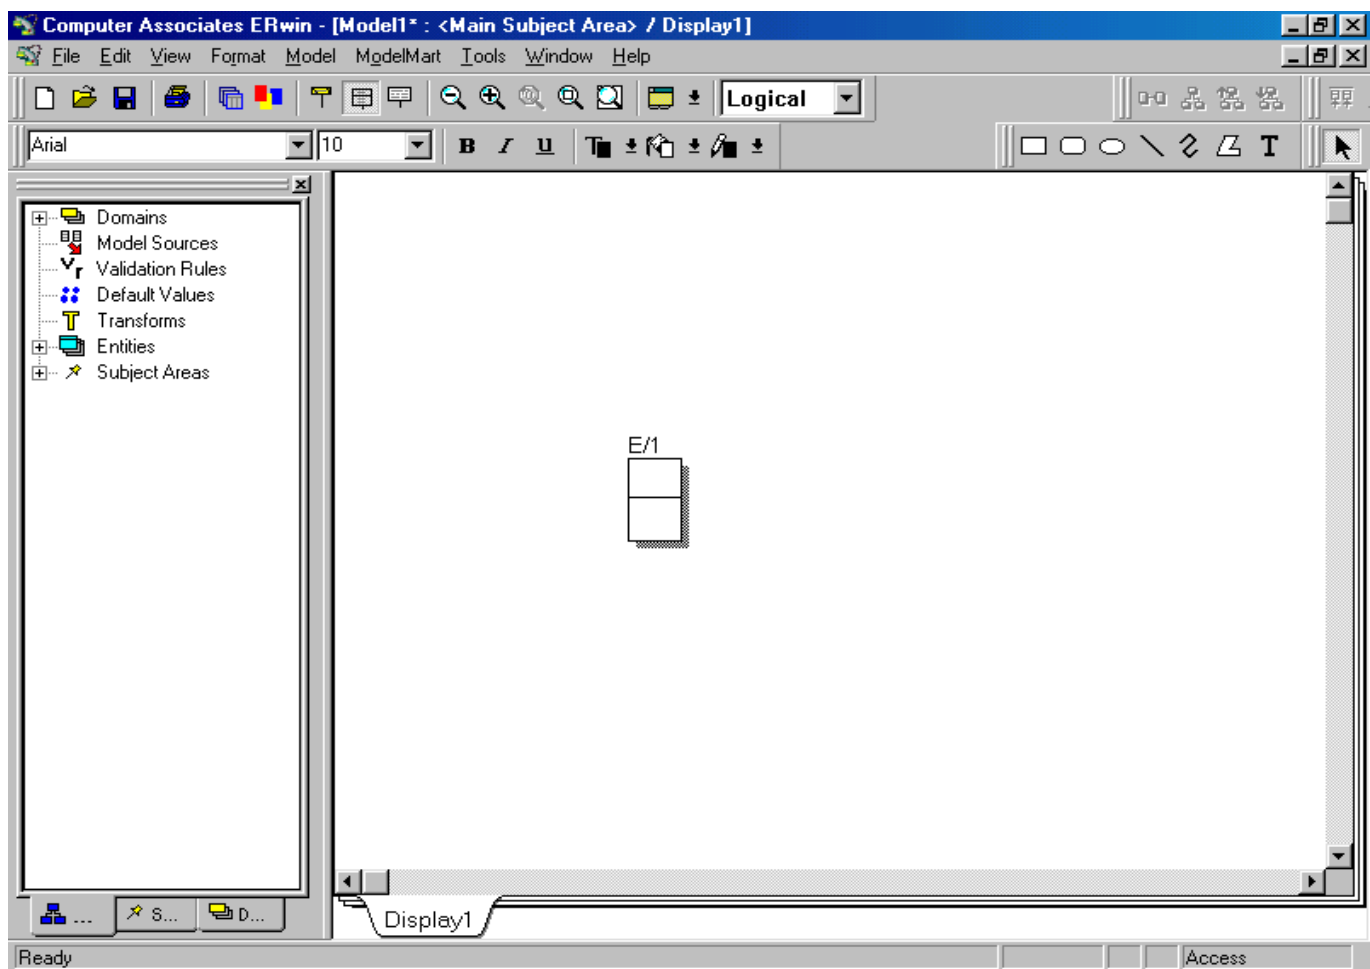 Computer Associates ERwin - [Model1* : <Main Subject Area> / Display1]
File Edit View Format Model ModelMart Tools Window Help
Logical
Arial 10 B I U T
Domains
Model Sources
Validation Rules
Default Values
Transforms
Entities
Subject Areas
E/1
... S... D...
Display1
Ready Access